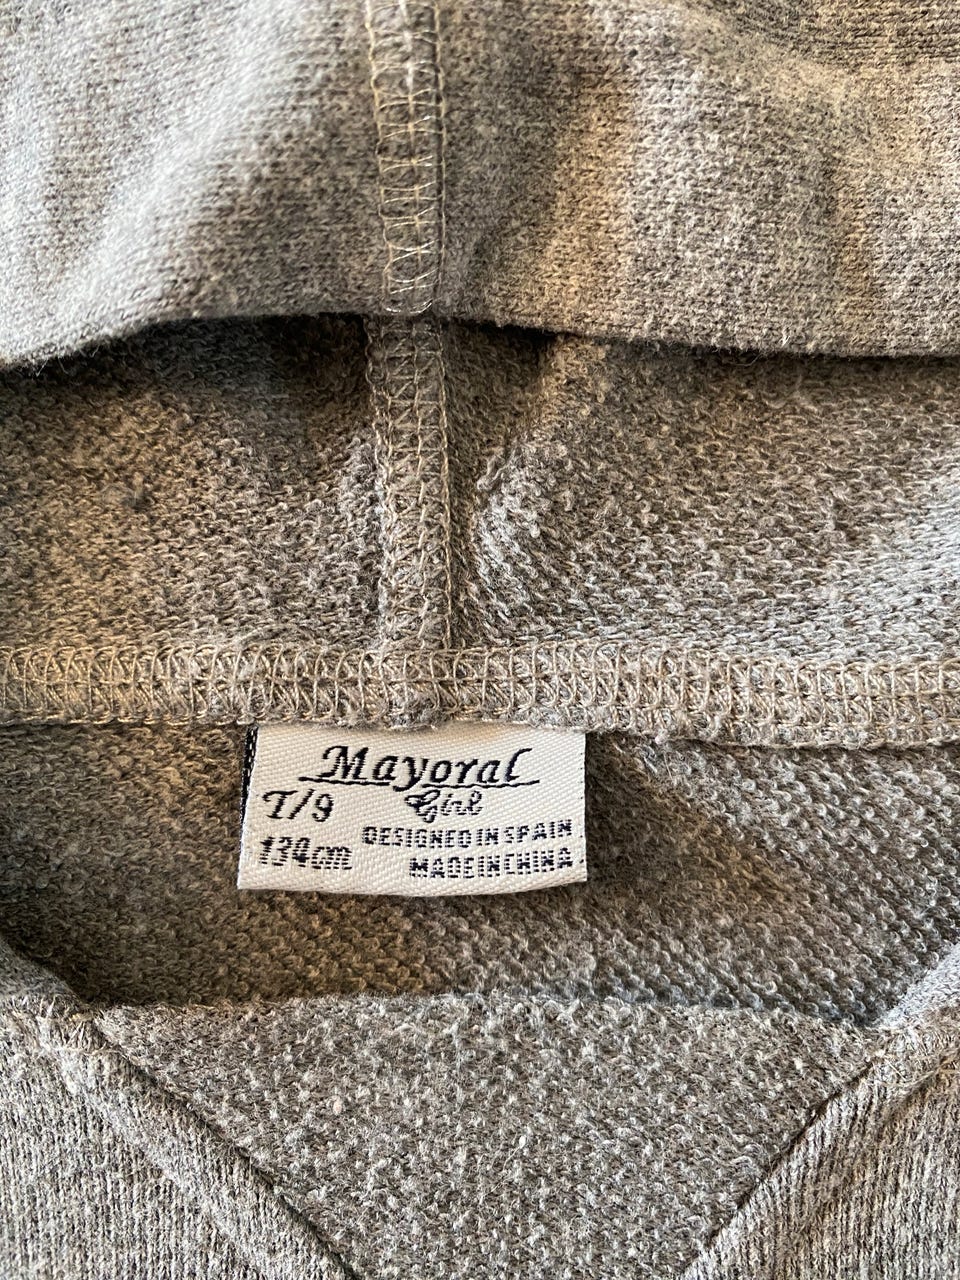 Mayoral
T/9 Girl
134cm DESIGNED IN SPAIN
MADE IN CHINA